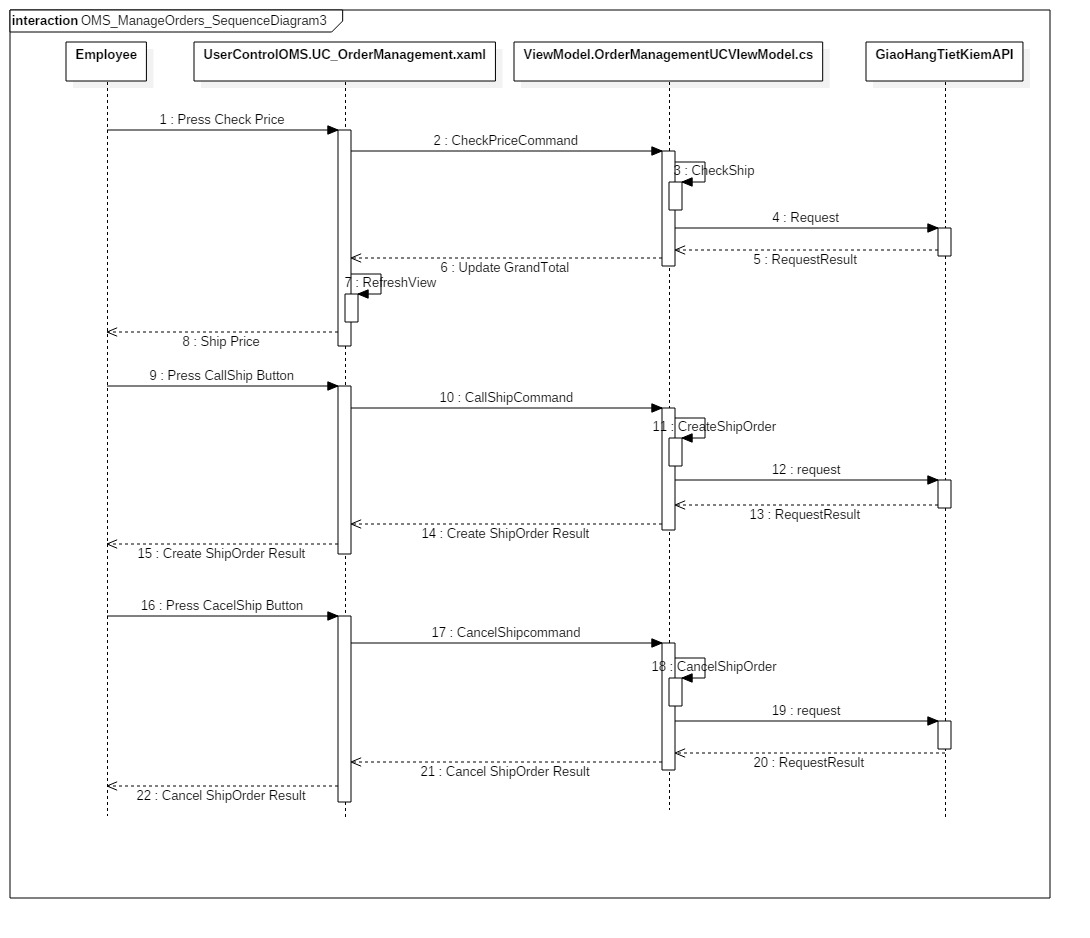 interaction OMS_ManageOrders_SequenceDiagram3
Employee
UserControlOMS.UC_OrderManagement.xaml
ViewModel.OrderManagementUCVIewModel.cs
GiaoHangTietKiemAPI
1 : Press Check Price
2 : CheckPriceCommand
3 : CheckShip
4 : Request
5 : RequestResult
6 : Update GrandTotal
7 : RefreshView
8 : Ship Price
9 : Press CallShip Button
10 : CallShipCommand
11 : CreateShipOrder
12 : request
13 : RequestResult
14 : Create ShipOrder Result
15 : Create ShipOrder Result
16 : Press CacelShip Button
17 : CancelShipcommand
18 : CancelShipOrder
19 : request
20 : RequestResult
21 : Cancel ShipOrder Result
22 : Cancel ShipOrder Result